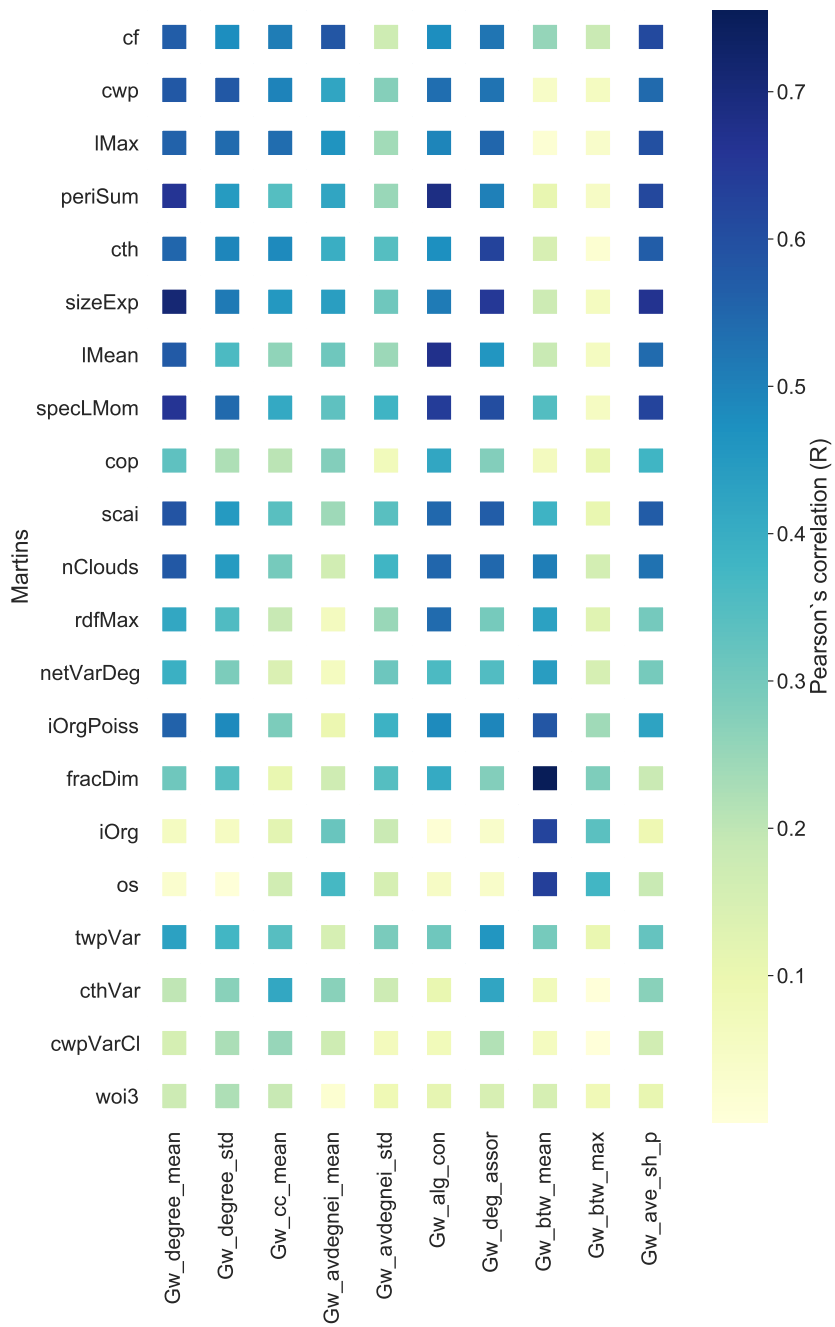 cf
cwp
lMax
periSum
cth
sizeExp
lMean
specLMom
cop
scai
nClouds
rdfMax
netVarDeg
iOrgPoiss
fracDim
iOrg
os
twpVar
cthVar
cwpVarCl
woi3
Martins
Gw_degree_mean
Gw_degree_std
Gw_cc_mean
Gw_avdegnei_mean
Gw_avdegnei_std
Gw_alg_con
Gw_deg_assor
Gw_btw_mean
Gw_btw_max
Gw_ave_sh_p
0.7
0.6
0.5
0.4
0.3
0.2
0.1
Pearson`s correlation (R)